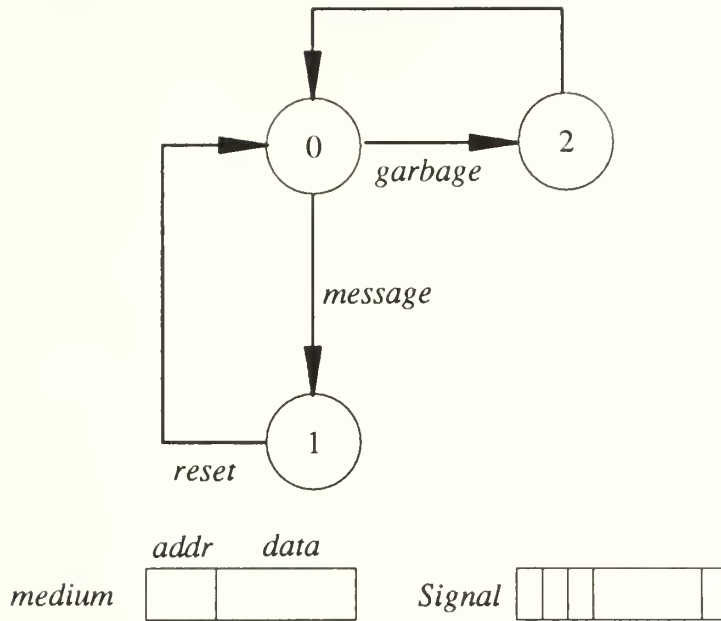 0
2
garbage
message
1
reset
addr data
medium
Signal